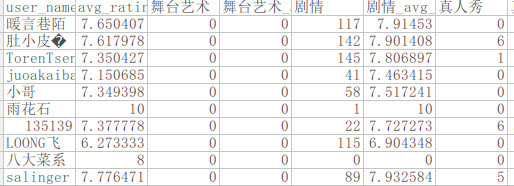 user_name avg_ratin 舞台艺术 舞台艺术_ 剧情 剧情_avg_ 真人秀
暖言巷陌 7.650407 0 0 117 7.91453 0
肚小皮� 7.617978 0 0 142 7.901408 6
TorenTsen 7.350427 0 0 145 7.806897 1
juoakaiba 7.150685 0 0 41 7.463415 0
小哥 7.349398 0 0 58 7.517241 0
雨花石 10 0 0 1 10 0
135139 7.377778 0 0 22 7.727273 6
LOONG飞 6.273333 0 0 115 6.904348 0
八大菜系 8 0 0 0 0 0
salinger 7.776471 0 0 89 7.932584 5